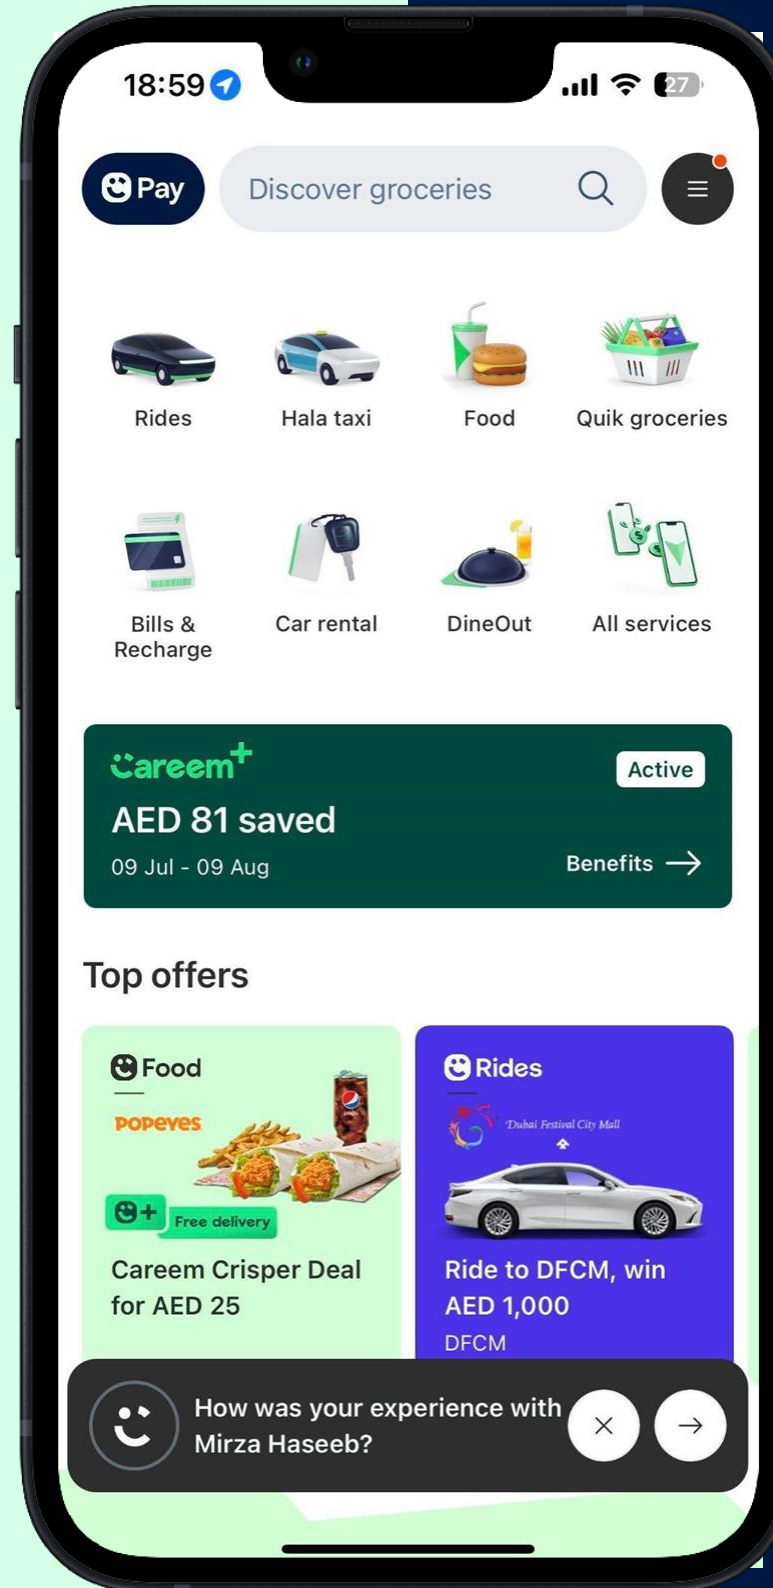 18:59
27
Pay
Discover groceries
Rides
Hala taxi
Food
Quik groceries
Bills &
Recharge
Car rental
DineOut
All services
Careem+
Active
AED 81 saved
09 Jul - 09 Aug
Benefits
Top offers
Food
POPEYES
+
Free delivery
Careem Crisper Deal
for AED 25
Rides
Dubai Festival City Mall
Ride to DFCM, win
AED 1,000
DFCM
How was your experience with
Mirza Haseeb?